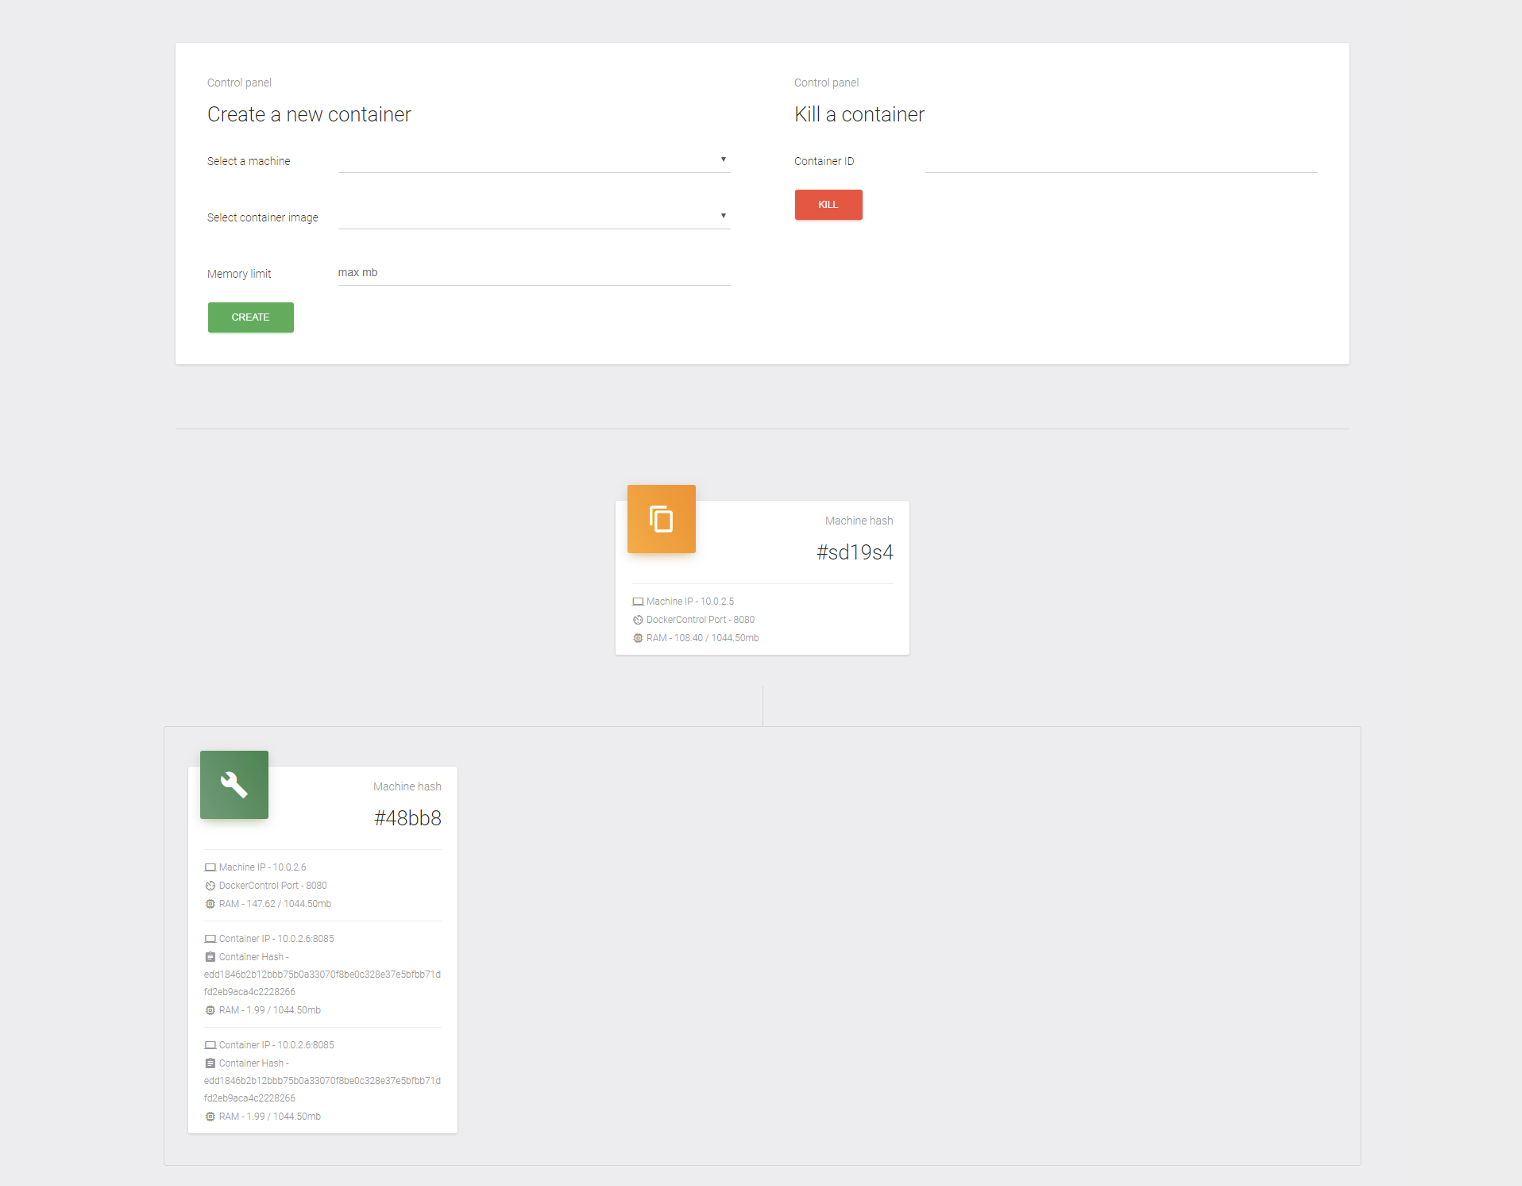 Control panel
Create a new container
Select a machine
Select container image
Memory limit
max mb
CREATE
Control panel
Kill a container
Container ID
KILL
Machine hash
#sd19s4
Machine IP - 10.0.2.5
DockerControl Port - 8080
RAM - 108.40 / 1044.50mb
Machine hash
#48bb8
Machine IP - 10.0.2.6
DockerControl Port - 8080
RAM - 147.62 / 1044.50mb
Container IP - 10.0.2.6:8085
Container Hash -
edd1846b2b12bbb75b0a33070f8be0c328e37e5bfbb71d
fd2eb9aca4c2228266
RAM - 1.99 / 1044.50mb
Container IP - 10.0.2.6:8085
Container Hash -
edd1846b2b12bbb75b0a33070f8be0c328e37e5bfbb71d
fd2eb9aca4c2228266
RAM - 1.99 / 1044.50mb